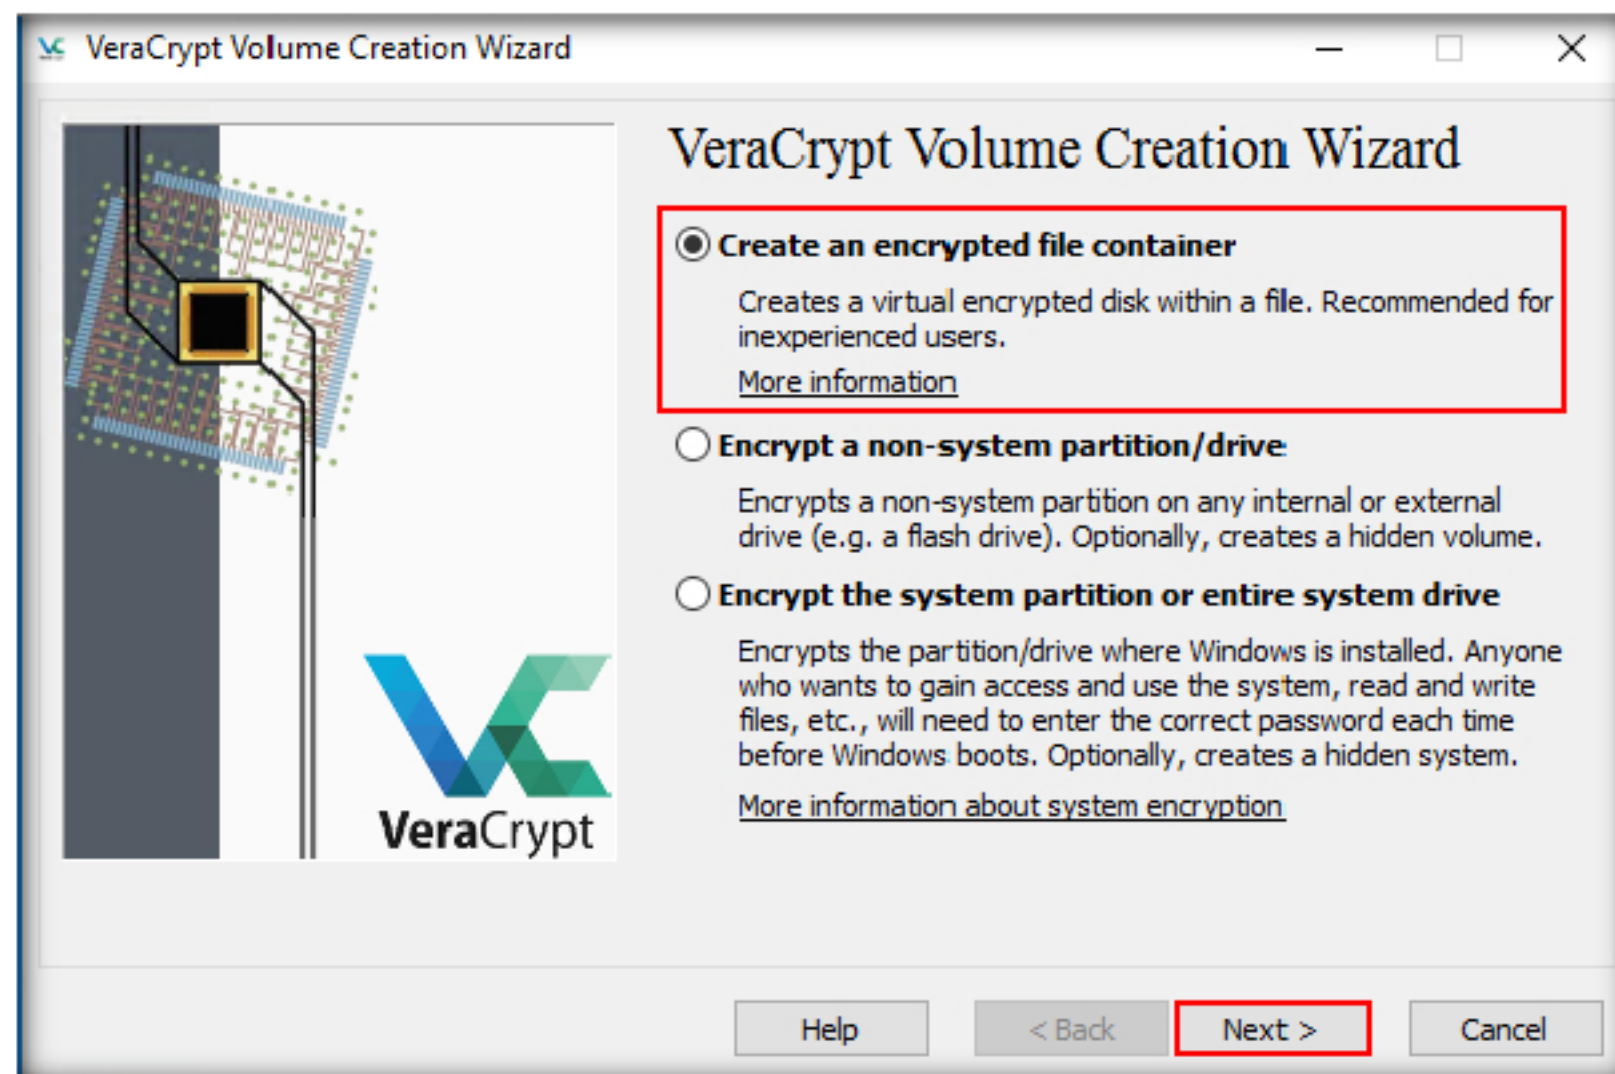 VeraCrypt Volume Creation Wizard
VeraCrypt
VeraCrypt Volume Creation Wizard
Create an encrypted file container
Creates a virtual encrypted disk within a file. Recommended for
inexperienced users.
More information
Encrypt a non-system partition/drive
Encrypts a non-system partition on any internal or external
drive (e.g. a flash drive). Optionally, creates a hidden volume.
Encrypt the system partition or entire system drive
Encrypts the partition/drive where Windows is installed. Anyone
who wants to gain access and use the system, read and write
files, etc., will need to enter the correct password each time
before Windows boots. Optionally, creates a hidden system.
More information about system encryption
Help
< Back
Next >
Cancel